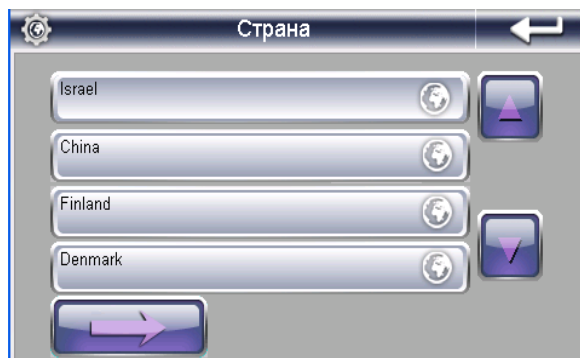 Страна
Israel
China
Finland
Denmark